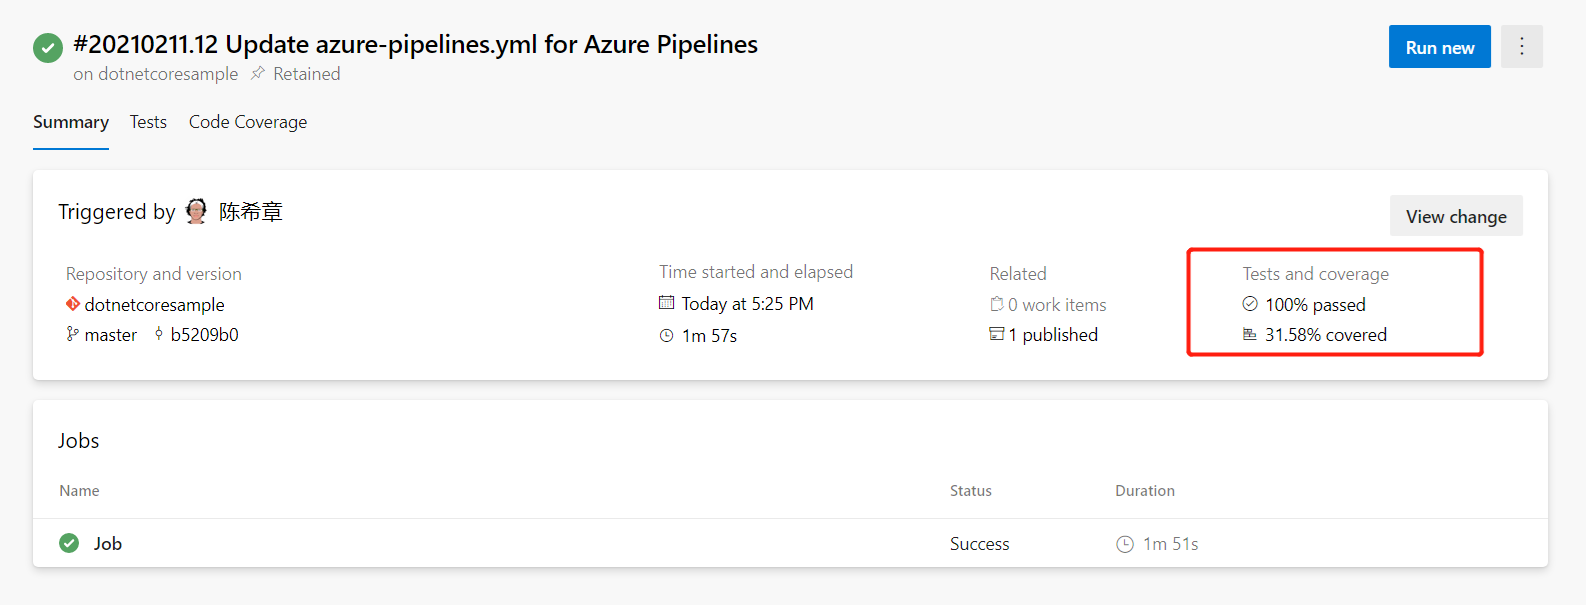 #20210211.12 Update azure-pipelines.yml for Azure Pipelines
on dotnetcoresample Retained
Run new
Summary Tests Code Coverage
Triggered by 陈希章
View change
Repository and version
dotnetcoresample
master b5209b0
Time started and elapsed
Today at 5:25 PM
1m 57s
Related
0 work items
1 published
Tests and coverage
100% passed
31.58% covered
Jobs
Name Status Duration
Job Success 1m 51s